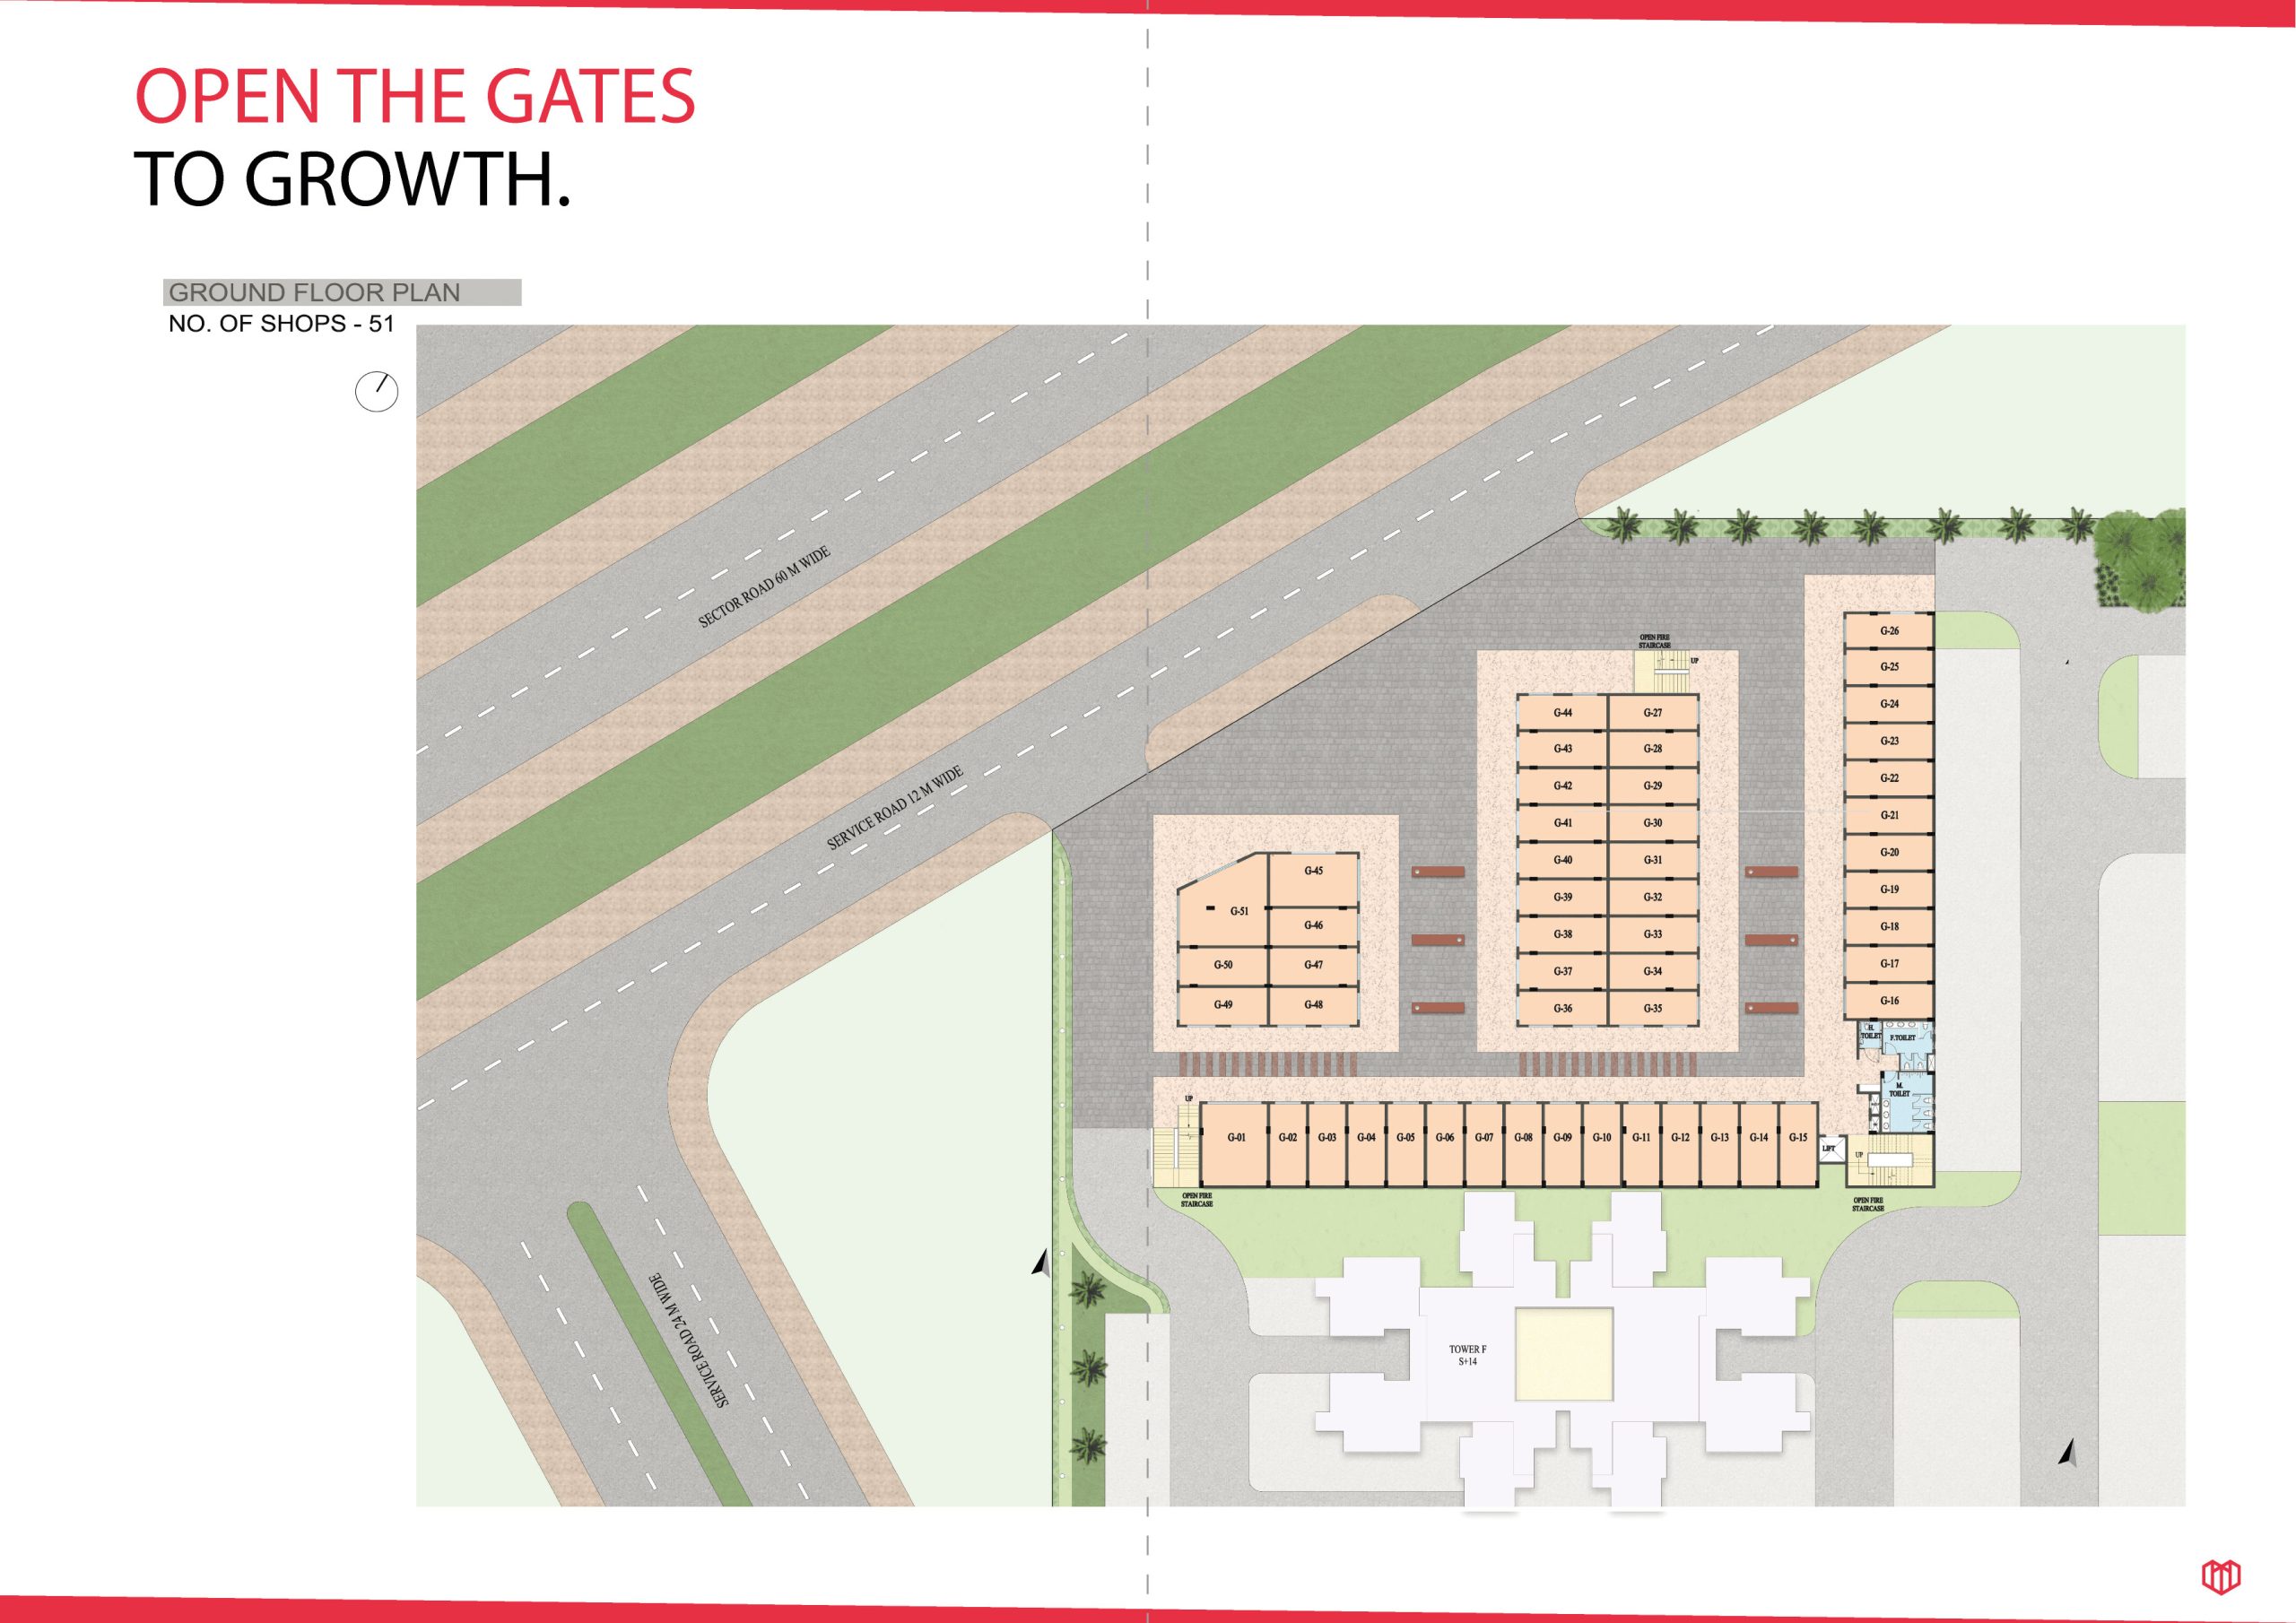 OPEN THE GATES
TO GROWTH.
GROUND FLOOR PLAN
NO. OF SHOPS - 51
SECTOR ROAD 60 M WIDE
SERVICE ROAD 12 M WIDE
SERVICE ROAD 24 M WIDE
OPEN FIRE
STAIRCASE
UP
G-26
G-25
G-24
G-23
G-22
G-21
G-20
G-19
G-18
G-17
G-16
G-44
G-27
G-43
G-28
G-42
G-29
G-41
G-30
G-40
G-31
G-39
G-32
G-38
G-33
G-37
G-34
G-36
G-35
G-45
G-51
G-46
G-50
G-47
G-49
G-48
H.
TOILET
F.TOILET
M.
TOILET
UP
G-01
G-02
G-03
G-04
G-05
G-06
G-07
G-08
G-09
G-10
G-11
G-12
G-13
G-14
G-15
LIFT
UP
OPEN FIRE
STAIRCASE
OPEN FIRE
STAIRCASE
TOWER F
S+14